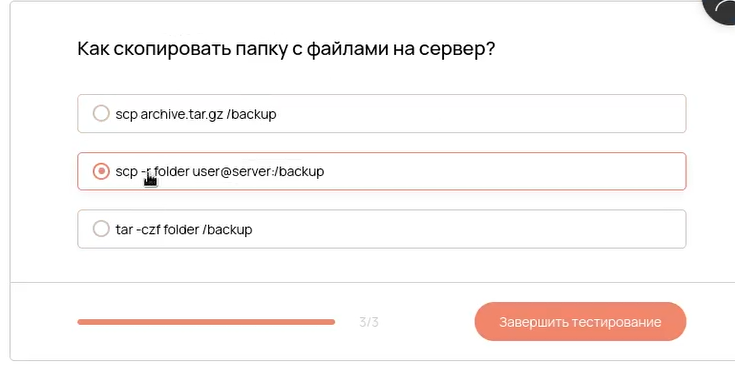 Как скопировать папку с файлами на сервер?
scp archive.tar.gz /backup
scp -r folder user@server:/backup
tar -czf folder /backup
3/3
Завершить тестирование